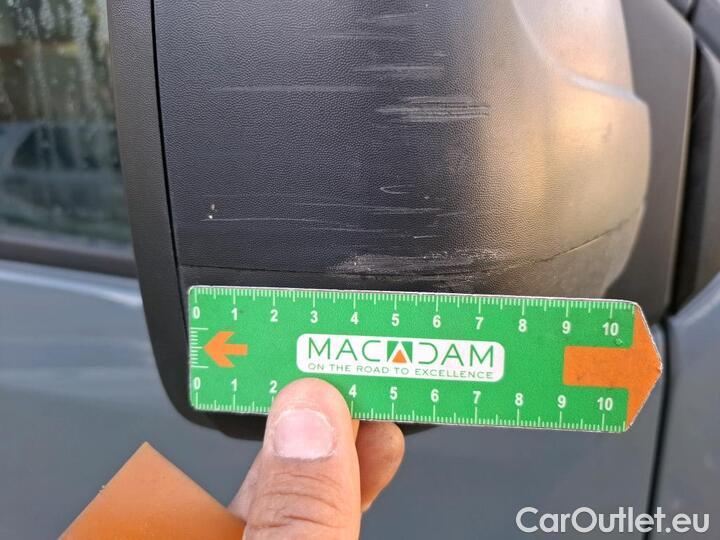 0 1 2 3 4 5 6 7 8 9 10
MACADAM
ON THE ROAD TO EXCELLENCE
0 1 2 4 5 6 7 8 9 10
CarOutlet.eu